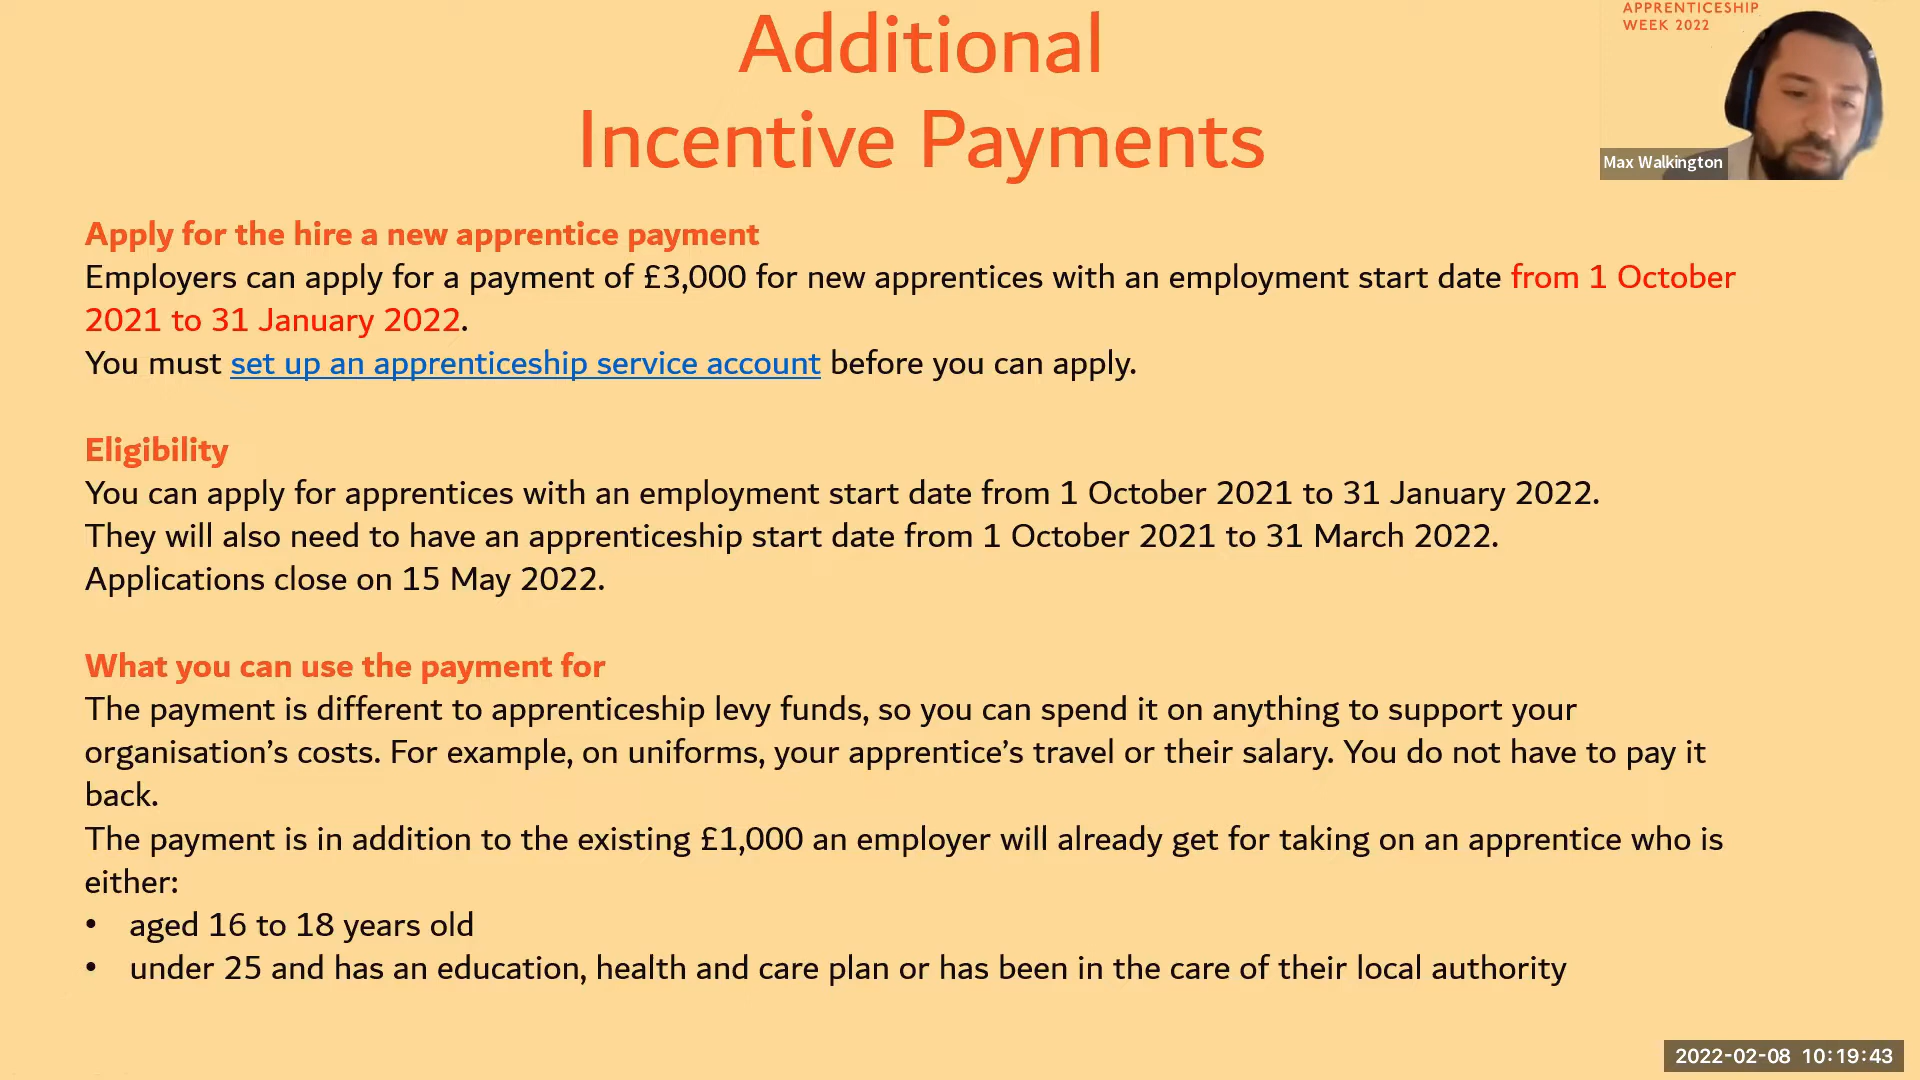 Additional
Incentive Payments
APPRENTICESHIP
WEEK 2022
Max Walkington
Apply for the hire a new apprentice payment
Employers can apply for a payment of £3,000 for new apprentices with an employment start date from 1 October
2021 to 31 January 2022.
You must set up an apprenticeship service account before you can apply.
Eligibility
You can apply for apprentices with an employment start date from 1 October 2021 to 31 January 2022.
They will also need to have an apprenticeship start date from 1 October 2021 to 31 March 2022.
Applications close on 15 May 2022.
What you can use the payment for
The payment is different to apprenticeship levy funds, so you can spend it on anything to support your
organisation’s costs. For example, on uniforms, your apprentice’s travel or their salary. You do not have to pay it
back.
The payment is in addition to the existing £1,000 an employer will already get for taking on an apprentice who is
either:
• aged 16 to 18 years old
• under 25 and has an education, health and care plan or has been in the care of their local authority
2022-02-08 10:19:43